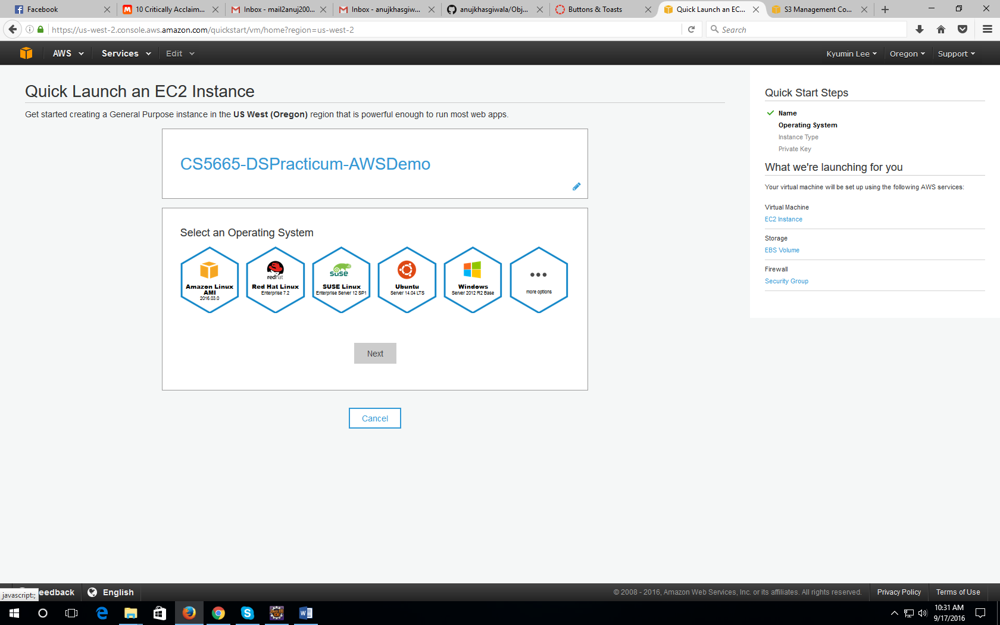 Facebook
10 Critically Acclaim...
Inbox - mail2anuj200...
Inbox - anujkhasgiw...
anujkhasgiwala/Obj...
Buttons & Toasts
Quick Launch an EC...
S3 Management Co...
https://us-west-2.console.aws.amazon.com/quickstart/vm/home?region=us-west-2
Search
AWS
Services
Edit
Kyumin Lee
Oregon
Support
Quick Launch an EC2 Instance
Get started creating a General Purpose instance in the US West (Oregon) region that is powerful enough to run most web apps.
CS5665-DSPracticum-AWSDemo
Select an Operating System
Amazon Linux
AMI
2016.03.0
redhat
Red Hat Linux
Enterprise 7.2
SUSE
SUSE Linux
Enterprise Server 12 SP1
Ubuntu
Server 14.04 LTS
Windows
Server 2012 R2 Base
more options
Next
Cancel
Quick Start Steps
Name
Operating System
Instance Type
Private Key
What we're launching for you
Your virtual machine will be set up using the following AWS services:
Virtual Machine
EC2 Instance
Storage
EBS Volume
Firewall
Security Group
javascript:;
eedback
English
© 2008 - 2016, Amazon Web Services, Inc. or its affiliates. All rights reserved.
Privacy Policy
Terms of Use
10:31 AM
9/17/2016